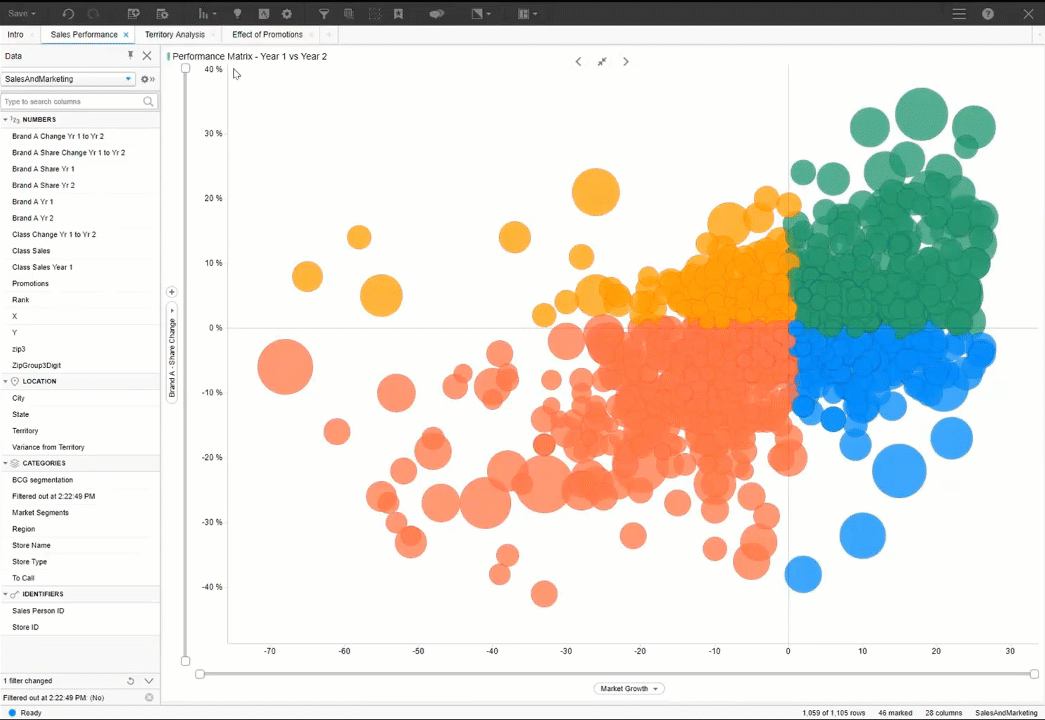 Save
Intro
Sales Performance
Territory Analysis
Effect of Promotions
Data
SalesAndMarketing
Type to search columns
NUMBERS
Brand A Change Yr 1 to Yr 2
Brand A Share Change Yr 1 to Yr 2
Brand A Share Yr 1
Brand A Share Yr 2
Brand A Yr 1
Brand A Yr 2
Class Change Yr 1 to Yr 2
Class Sales
Class Sales Year 1
Promotions
Rank
X
Y
zip3
ZipGroup3Digit
LOCATION
City
State
Territory
Variance from Territory
CATEGORIES
BCG segmentation
Filtered out at 2:22:49 PM
Market Segments
Region
Store Name
Store Type
To Call
IDENTIFIERS
Sales Person ID
Store ID
1 filter changed
Filtered out at 2:22:49 PM: (No)
Performance Matrix - Year 1 vs Year 2
40 %
30 %
20 %
10 %
0 %
-10 %
-20 %
-30 %
-40 %
Brand A - Share Change
-70
-60
-50
-40
-30
-20
-10
0
10
20
30
Market Growth
Ready
1,059 of 1,105 rows
46 marked
28 columns
SalesAndMarketing